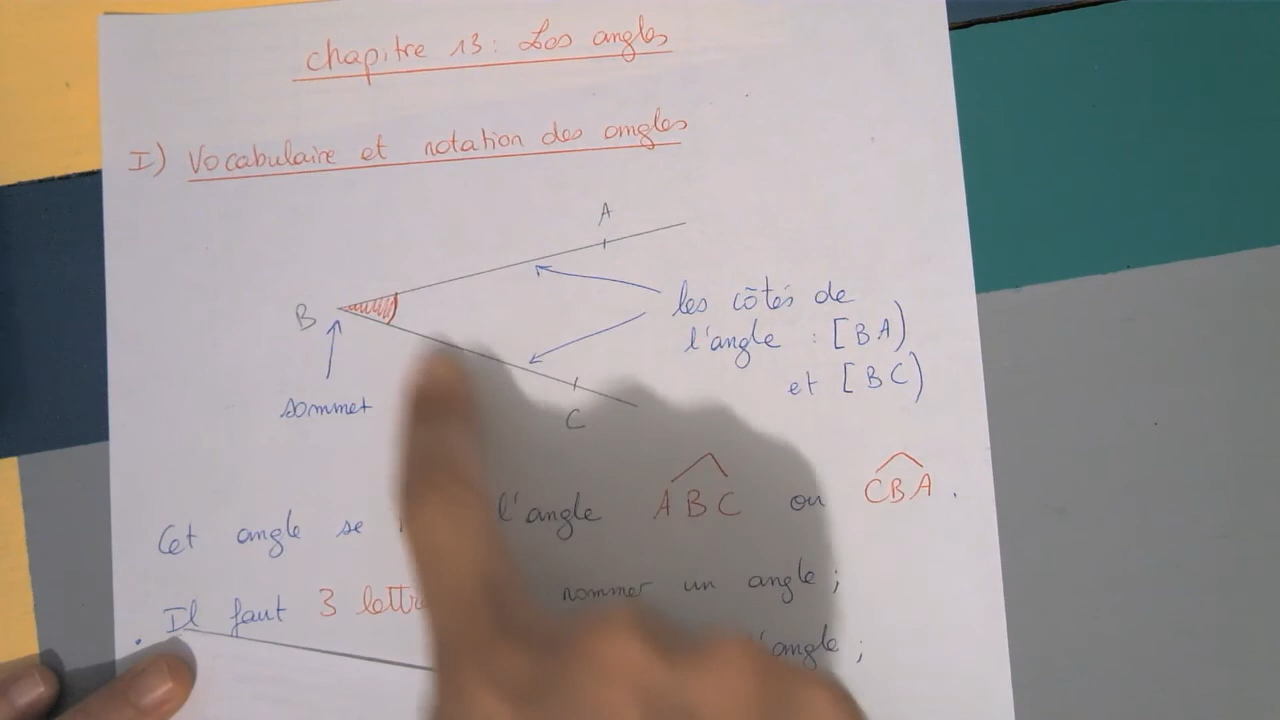 chapitre 13 : Les angles
I) Vocabulaire et notation des angles
A
B
C
sommet
les côtés de
l'angle : [BA)
et [BC)
Cet angle se l'angle ABC ou CBA.
. Il faut 3 nommer un angle ;
angle ;